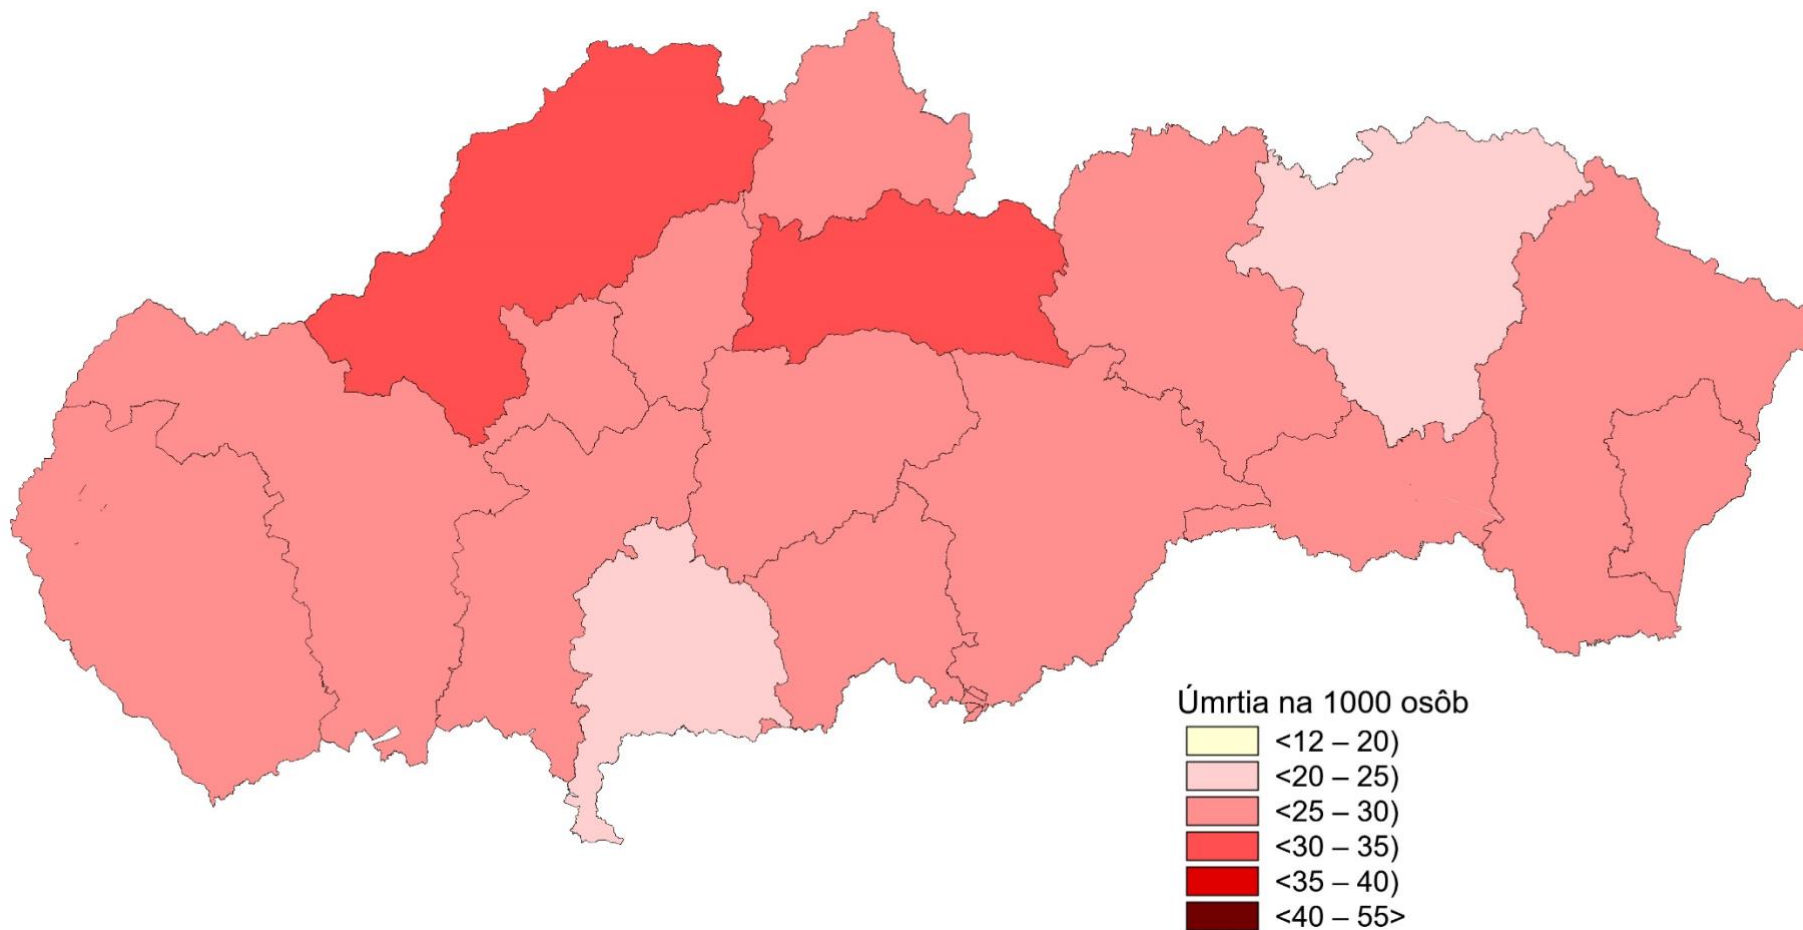 Úmrtia na 1000 osôb
<12 – 20)
<20 – 25)
<25 – 30)
<30 – 35)
<35 – 40)
<40 – 55>